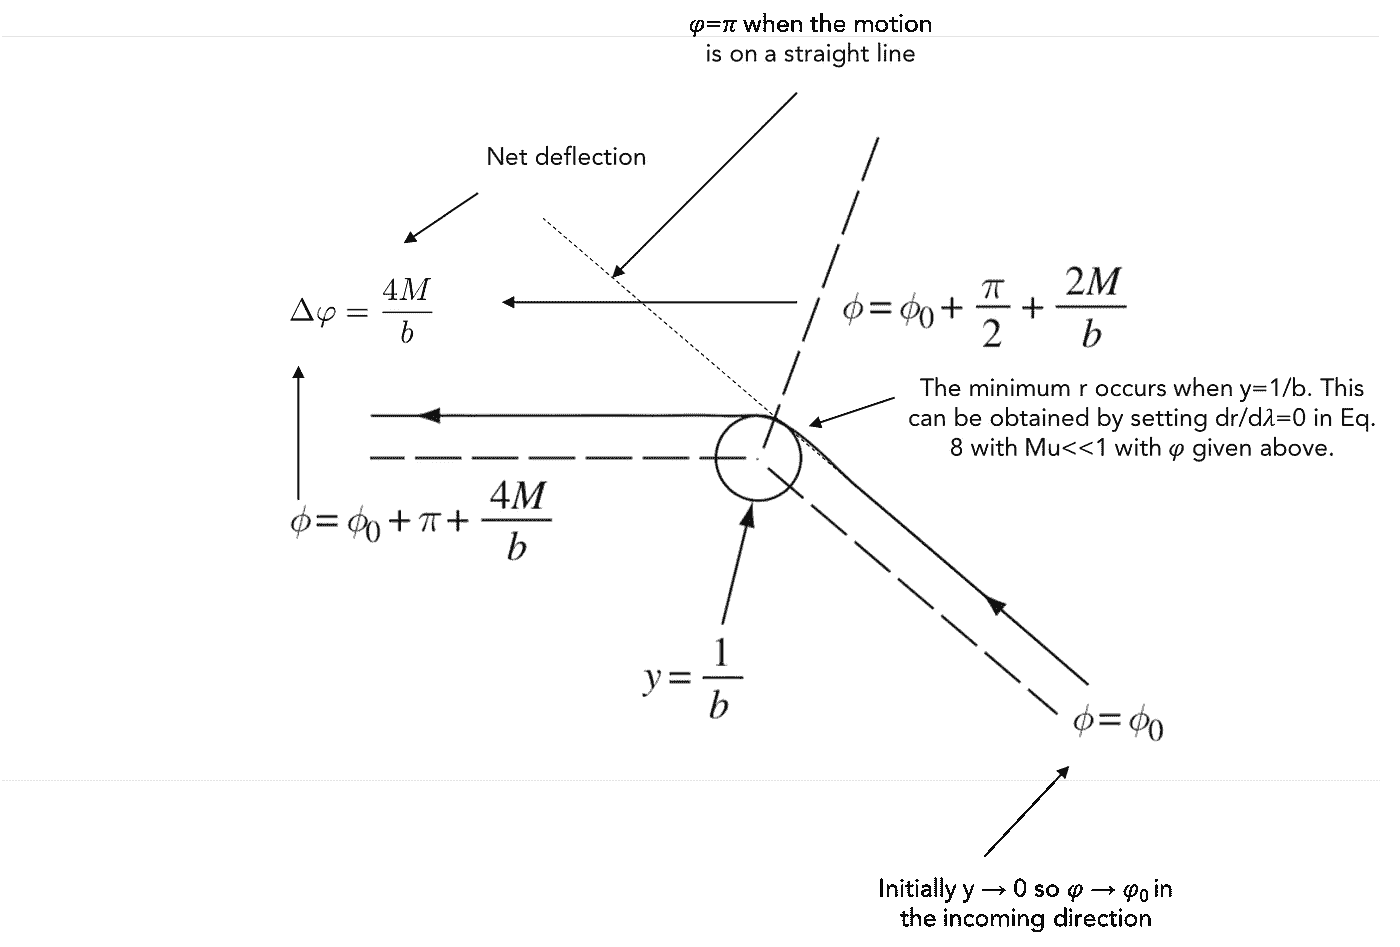 φ=π when the motion
is on a straight line
Net deflection
Δφ = 4M/b
ϕ = ϕ₀ + π/2 + 2M/b
The minimum r occurs when y=1/b. This
can be obtained by setting dr/dλ=0 in Eq.
8 with Mu<<1 with φ given above.
ϕ = ϕ₀ + π + 4M/b
y = 1/b
ϕ = ϕ₀
Initially y → 0 so φ → φ₀ in
the incoming direction